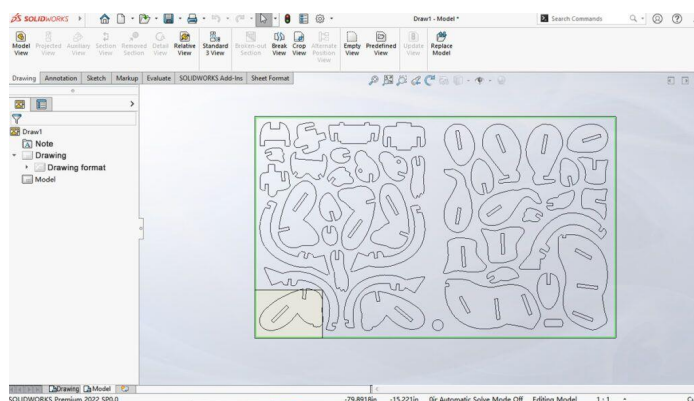 SOLIDWORKS
Draw1 - Model *
Search Commands
Model View
Projected View
Auxiliary View
Section View
Removed Section
Detail View
Relative View
Standard 3 View
Broken-out Section
Break View
Crop View
Alternate Position View
Empty View
Predefined View
Update View
Replace Model
Drawing
Annotation
Sketch
Markup
Evaluate
SOLIDWORKS Add-Ins
Sheet Format
Draw1
Note
Drawing
Drawing format
Model
Drawing
Model
SOLIDWORKS Premium 2022 SP0.0
-79.8918in
-15.221in
0in
Automatic Solve Mode Off
Editing Model
1 : 1